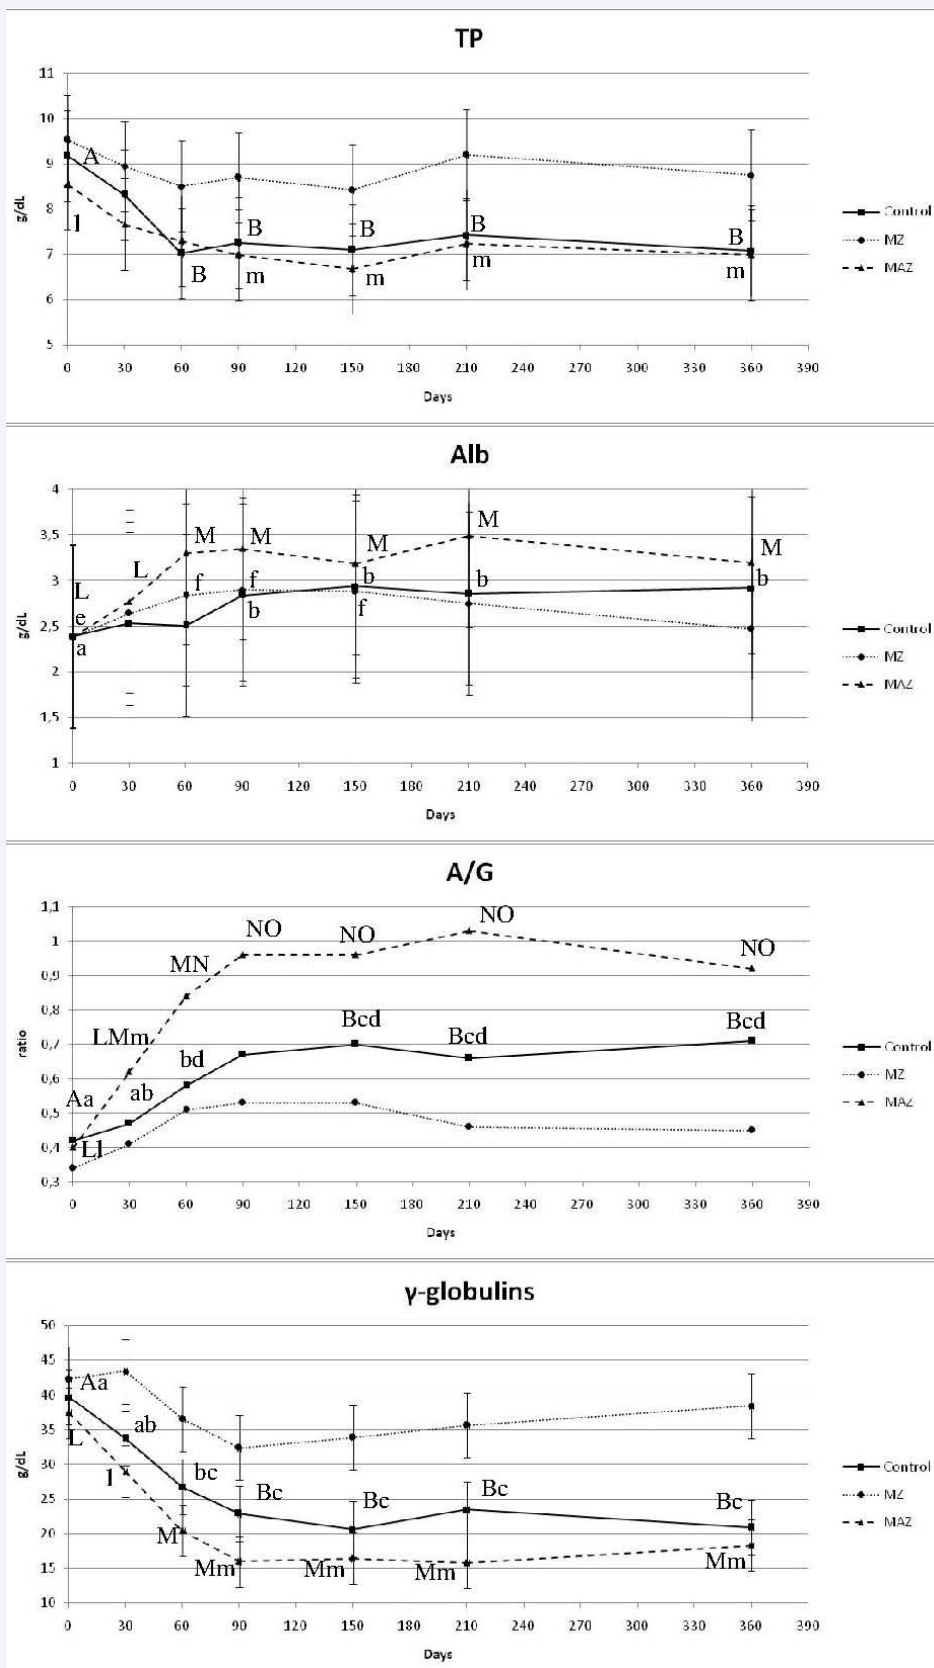 TP
11
10
A
9
8
g/dL
l
B B B B
7
B m m m m
6
5
0 30 60 90 120 150 180 210 240 270 300 330 360 390
Days
Control
MZ
MAZ
Alb
4
M
3,5
M M M M
L
L
3
f f b b b
e
b f
2,5
g/dL
a
2
1,5
1
0 30 60 90 120 150 180 210 240 270 300 330 360 390
Days
Control
MZ
MAZ
A/G
1,1
NO NO NO NO
1
MN
0,9
0,8
LMm Bcd Bcd Bcd
ratio
0,7
bd
0,6
Aa ab
0,5
0,4
Ll
0,3
0 30 60 90 120 150 180 210 240 270 300 330 360 390
Days
Control
MZ
MAZ
γ-globulins
50
45
40
Aa
35
L ab
30
l bc
g/dL
25
Bc Bc Bc Bc
20
M
15
Mm Mm Mm Mm
10
0 30 60 90 120 150 180 210 240 270 300 330 360 390
Days
Control
MZ
MAZ